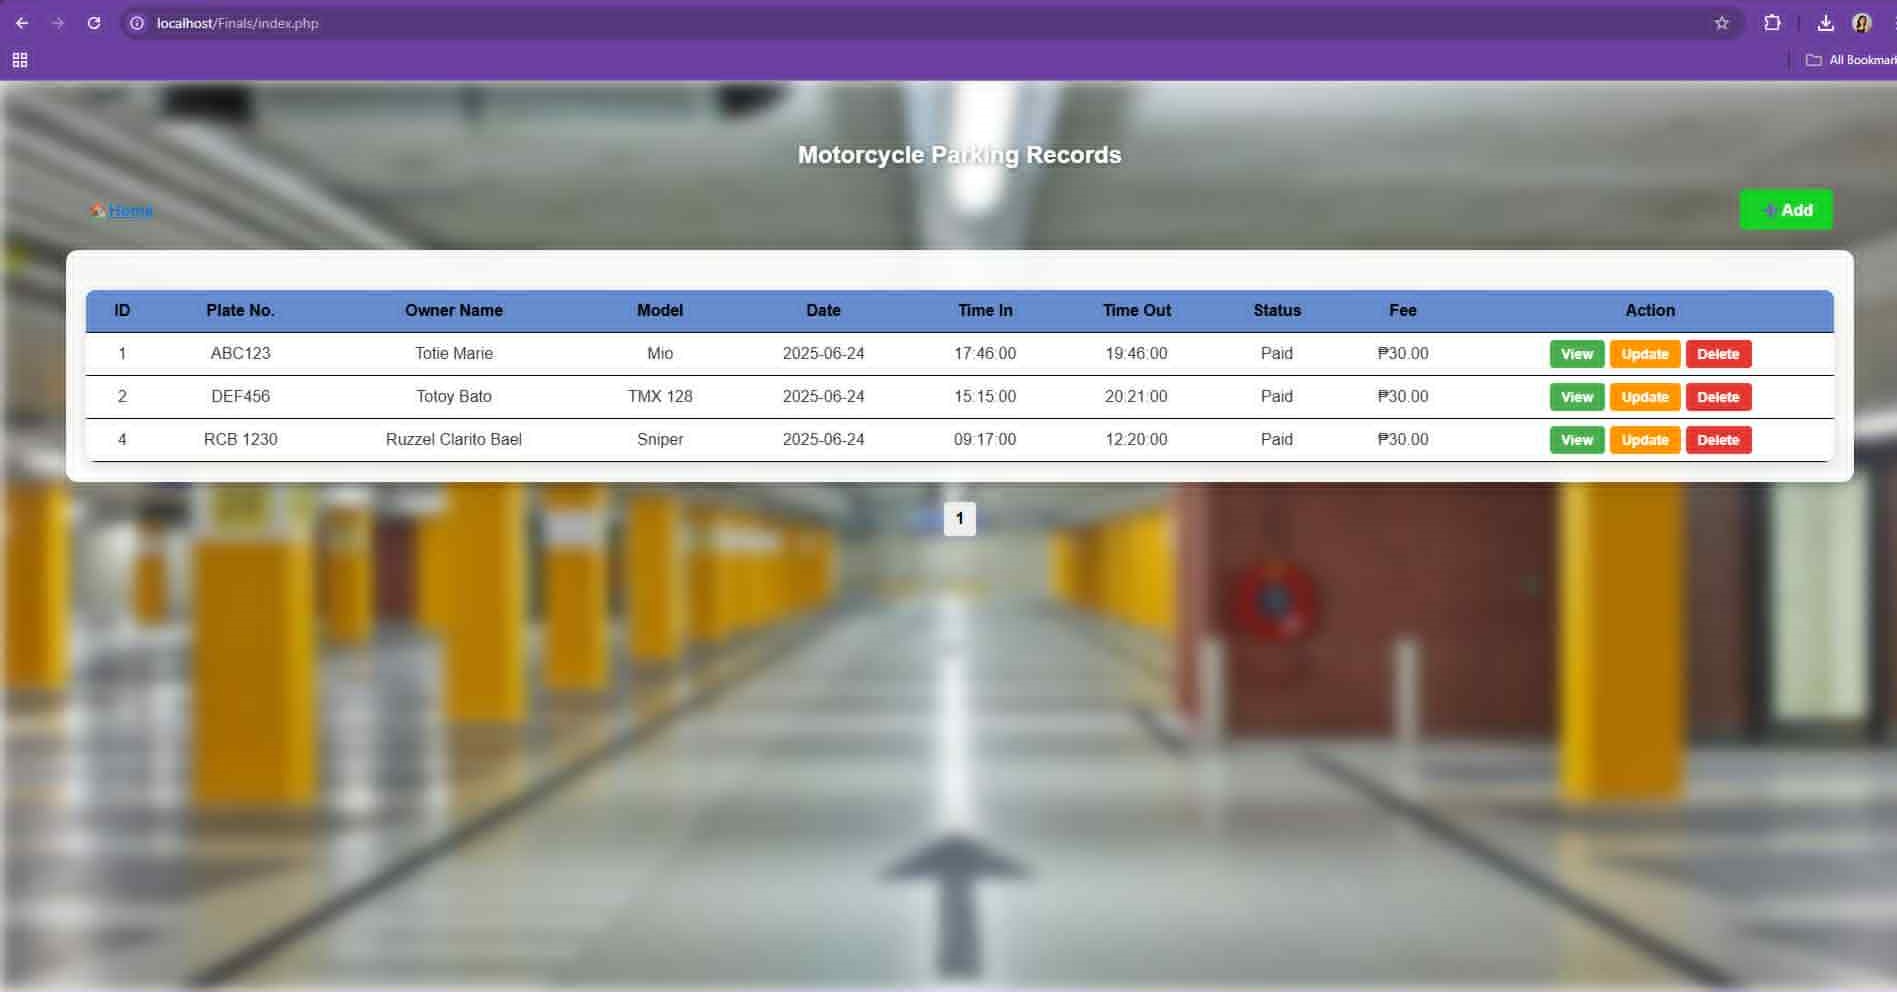 localhost/Finals/index.php
All Bookmar
Motorcycle Parking Records
Home
Add
ID Plate No. Owner Name Model Date Time In Time Out Status Fee Action
1 ABC123 Totie Marie Mio 2025-06-24 17:46:00 19:46:00 Paid ₱30.00 View Update Delete
2 DEF456 Totoy Bato TMX 128 2025-06-24 15:15:00 20:21:00 Paid ₱30.00 View Update Delete
4 RCB 1230 Ruzzel Clarito Bael Sniper 2025-06-24 09:17:00 12:20:00 Paid ₱30.00 View Update Delete
1